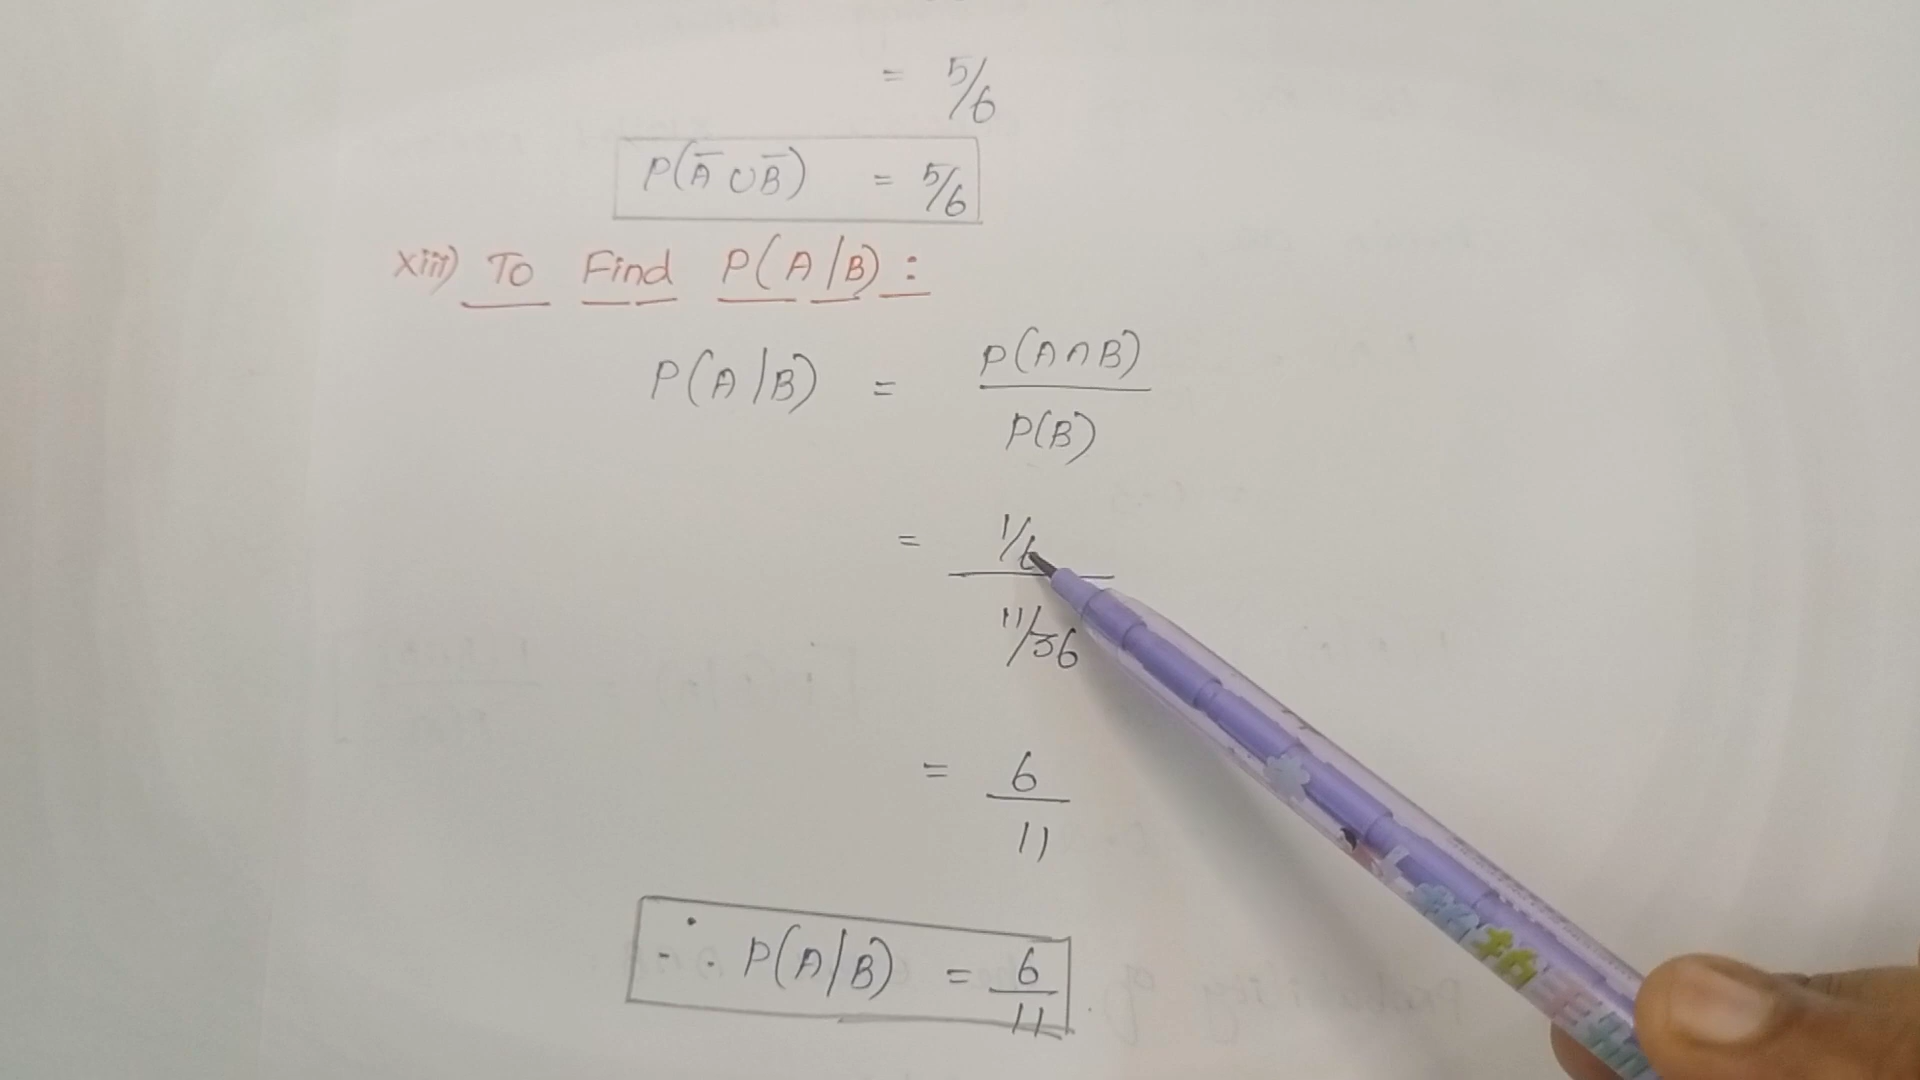 = 5/6
P(A̅ ∪ B̅) = 5/6
xiii) To Find P(A/B) :
P(A/B) = P(A∩B)
P(B)
= 1/6
11/36
= 6
11
∴ P(A/B) = 6
11